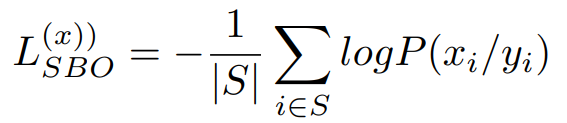 L_{SBO}^{(x))} = -\frac{1}{|S|} \sum_{i \in S} logP(x_i/y_i)